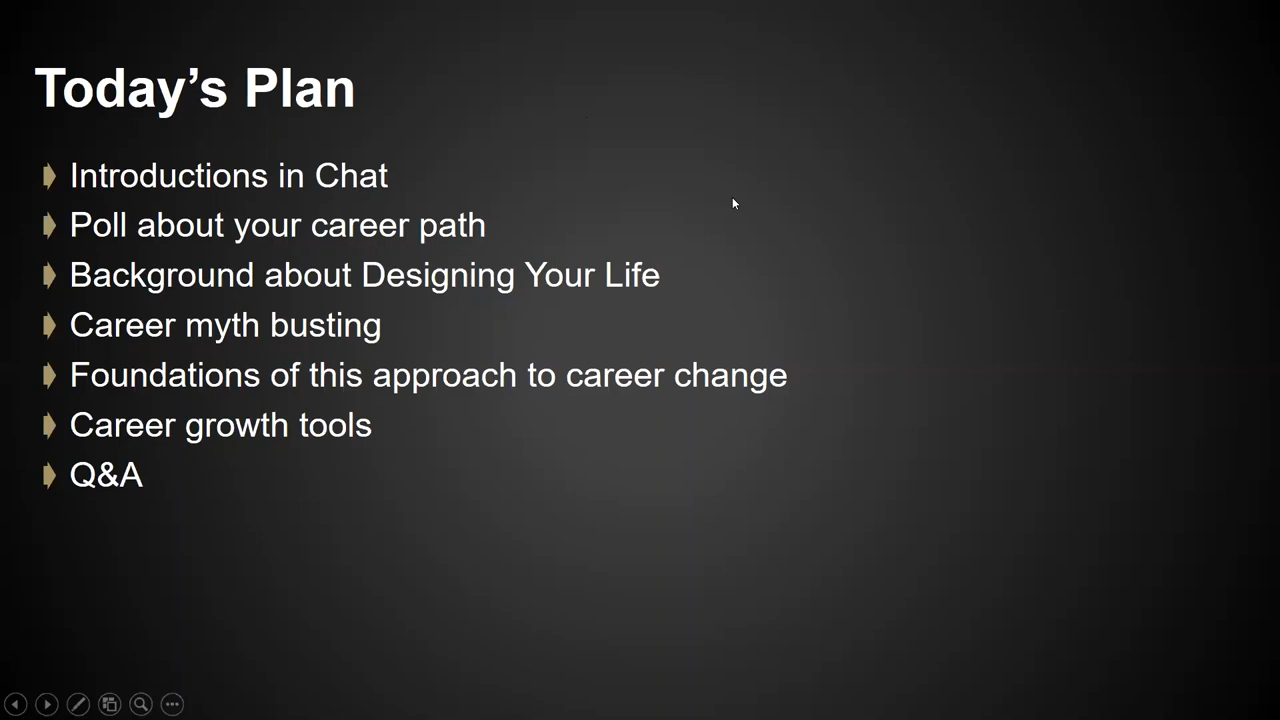 Today’s Plan
Introductions in Chat
Poll about your career path
Background about Designing Your Life
Career myth busting
Foundations of this approach to career change
Career growth tools
Q&A